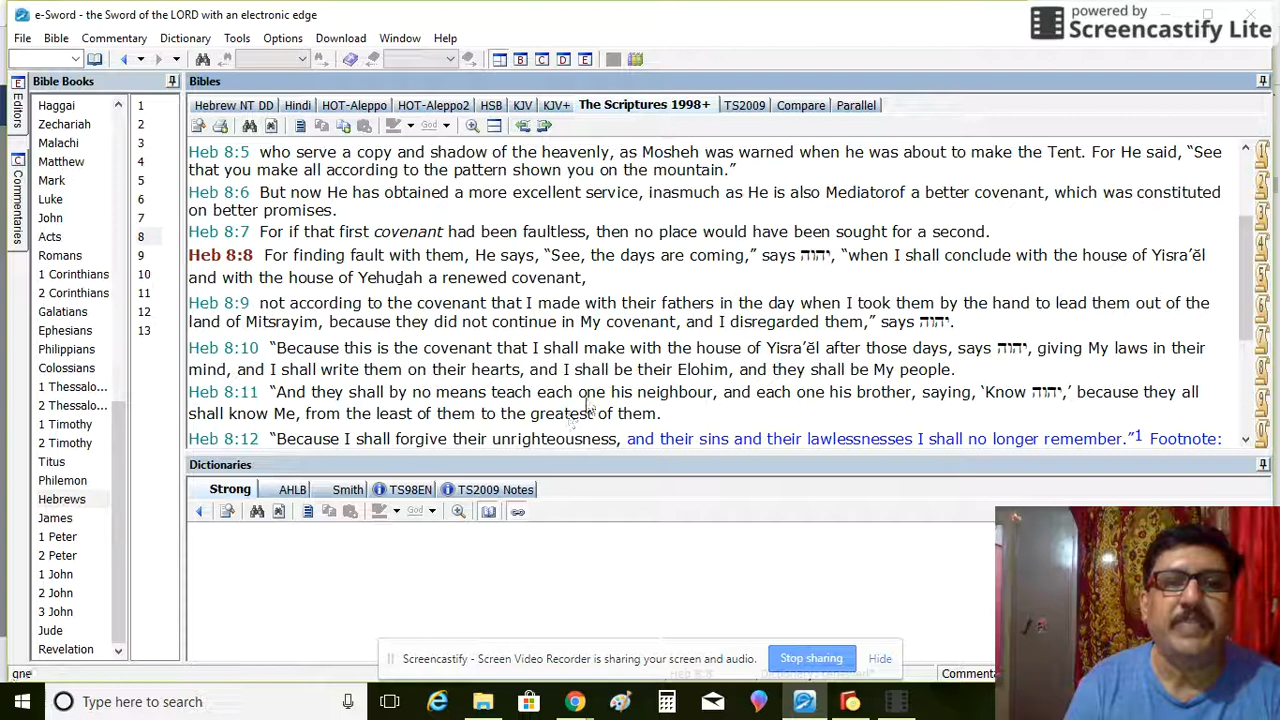 e-Sword - the Sword of the LORD with an electronic edge
powered by
Screencastify Lite
File Bible Commentary Dictionary Tools Options Download Window Help
B C D E
Bible Books
Bibles
E Editors
C Commentaries
Haggai
Zechariah
Malachi
Matthew
Mark
Luke
John
Acts
Romans
1 Corinthians
2 Corinthians
Galatians
Ephesians
Philippians
Colossians
1 Thessalo...
2 Thessalo...
1 Timothy
2 Timothy
Titus
Philemon
Hebrews
James
1 Peter
2 Peter
1 John
2 John
3 John
Jude
Revelation
1
2
3
4
5
6
7
8
9
10
11
12
13
Hebrew NT DD Hindi HOT-Aleppo HOT-Aleppo2 HSB KJV KJV+ The Scriptures 1998+ TS2009 Compare Parallel
God
Heb 8:5 who serve a copy and shadow of the heavenly, as Mosheh was warned when he was about to make the Tent. For He said, “See
that you make all according to the pattern shown you on the mountain.”
Heb 8:6 But now He has obtained a more excellent service, inasmuch as He is also Mediatorof a better covenant, which was constituted
on better promises.
Heb 8:7 For if that first covenant had been faultless, then no place would have been sought for a second.
Heb 8:8 For finding fault with them, He says, “See, the days are coming,” says יהוה, “when I shall conclude with the house of Yisra’ĕl
and with the house of Yehuḏah a renewed covenant,
Heb 8:9 not according to the covenant that I made with their fathers in the day when I took them by the hand to lead them out of the
land of Mitsrayim, because they did not continue in My covenant, and I disregarded them,” says יהוה.
Heb 8:10 “Because this is the covenant that I shall make with the house of Yisra’ĕl after those days, says יהוה, giving My laws in their
mind, and I shall write them on their hearts, and I shall be their Elohim, and they shall be My people.
Heb 8:11 “And they shall by no means teach each one his neighbour, and each one his brother, saying, ‘Know יהוה,’ because they all
shall know Me, from the least of them to the greatest of them.
Heb 8:12 “Because I shall forgive their unrighteousness, and their sins and their lawlessnesses I shall no longer remember.”1 Footnote:
Dictionaries
Strong AHLB Smith TS98EN TS2009 Notes
God
Screencastify - Screen Video Recorder is sharing your screen and audio.
Stop sharing
Hide
gne
Heb 8:8
Commenta
Type here to search